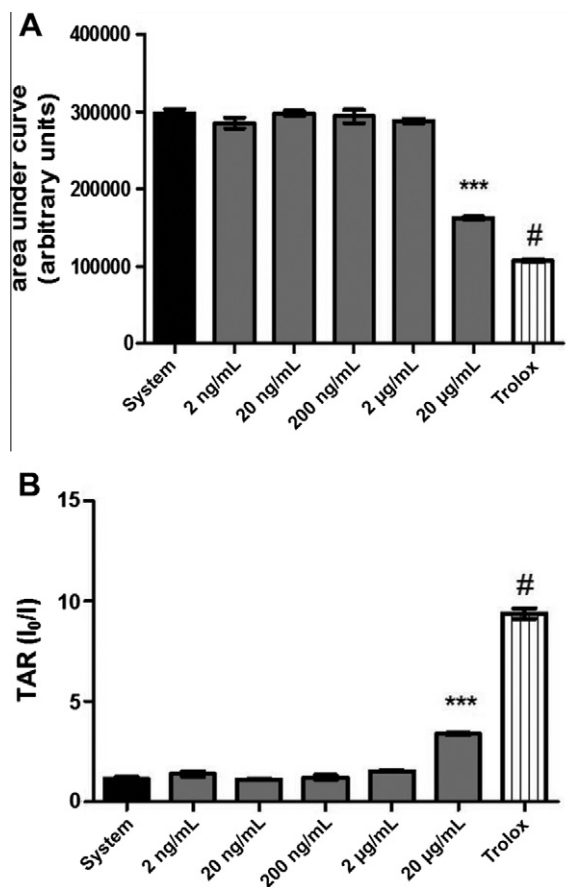 A
area under curve
(arbitrary units)
400000
300000
200000
100000
0
***
#
System
2 ng/mL
20 ng/mL
200 ng/mL
2 µg/mL
20 µg/mL
Trolox
B
TAR (I₀/I)
15
10
5
0
***
#
System
2 ng/mL
20 ng/mL
200 ng/mL
2 µg/mL
20 µg/mL
Trolox